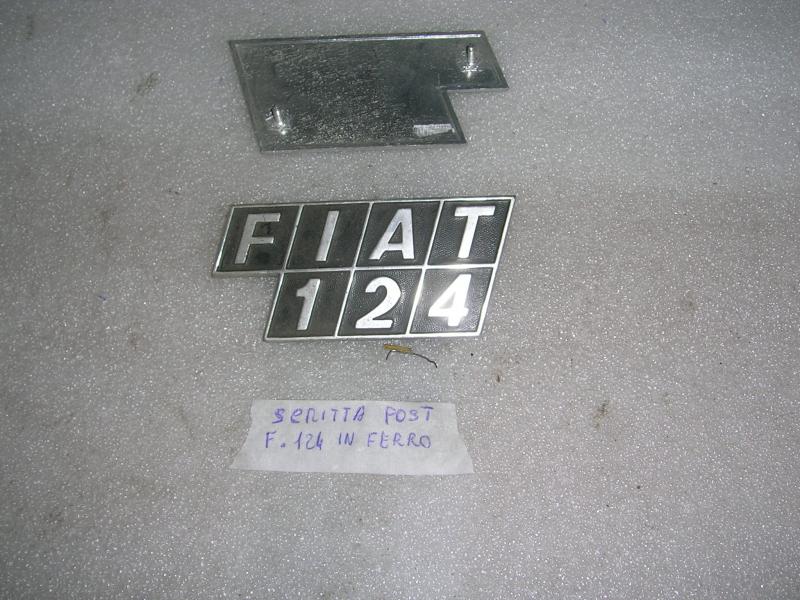 FIAT
124
SCRITTA POST
F. 124 IN FERRO